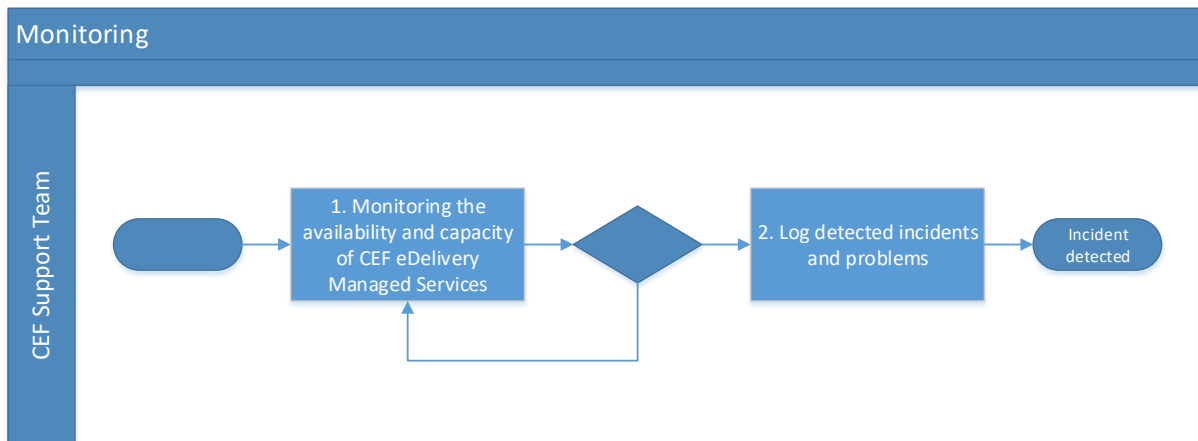 Monitoring
CEF Support Team
1. Monitoring the
availability and capacity
of CEF eDelivery
Managed Services
2. Log detected incidents
and problems
Incident
detected